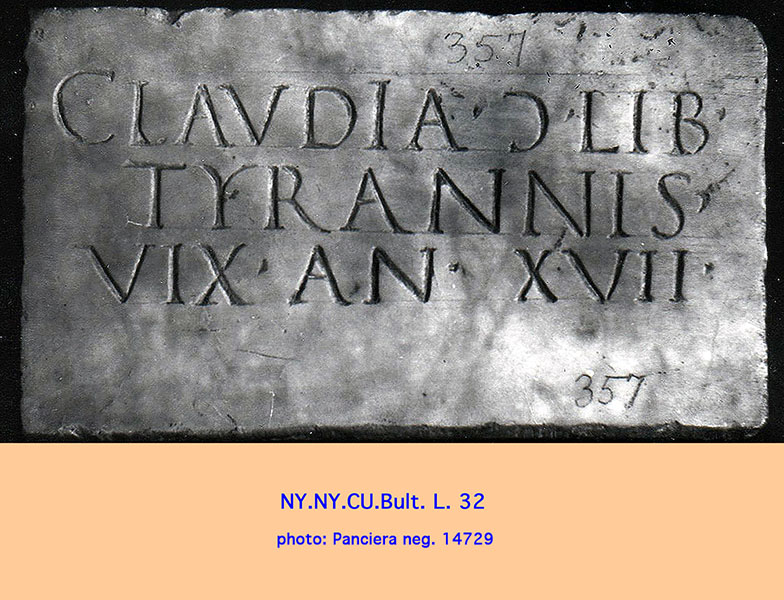 357
CLAVDIA · Ɔ · LIB ·
TYRANNIS
VIX · AN · XVII ·
357
NY.NY.CU.Bult. L. 32
photo: Panciera neg. 14729